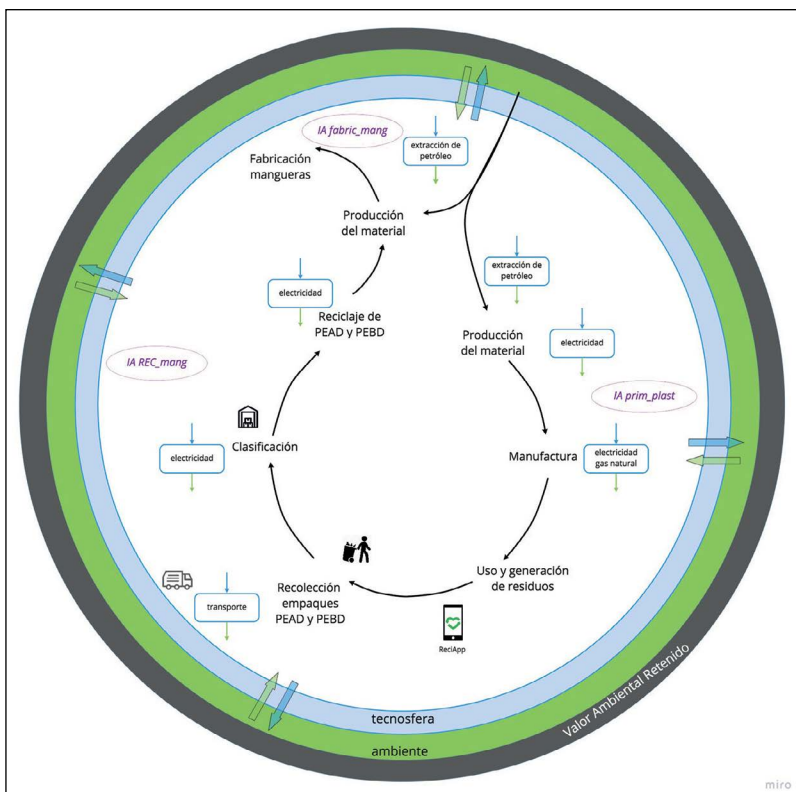 IA fabric_mang
extracción de
petróleo
Fabricación
mangueras
Producción
del material
extracción de
petróleo
electricidad
Reciclaje de
PEAD y PEBD
Producción
del material
electricidad
IA REC_mang
IA prim_plast
Clasificación
electricidad
Manufactura
electricidad
gas natural
Uso y generación
de residuos
Recolección
empaques
PEAD y PEBD
transporte
ReciApp
Valor Ambiental Retenido
tecnosfera
ambiente
miro